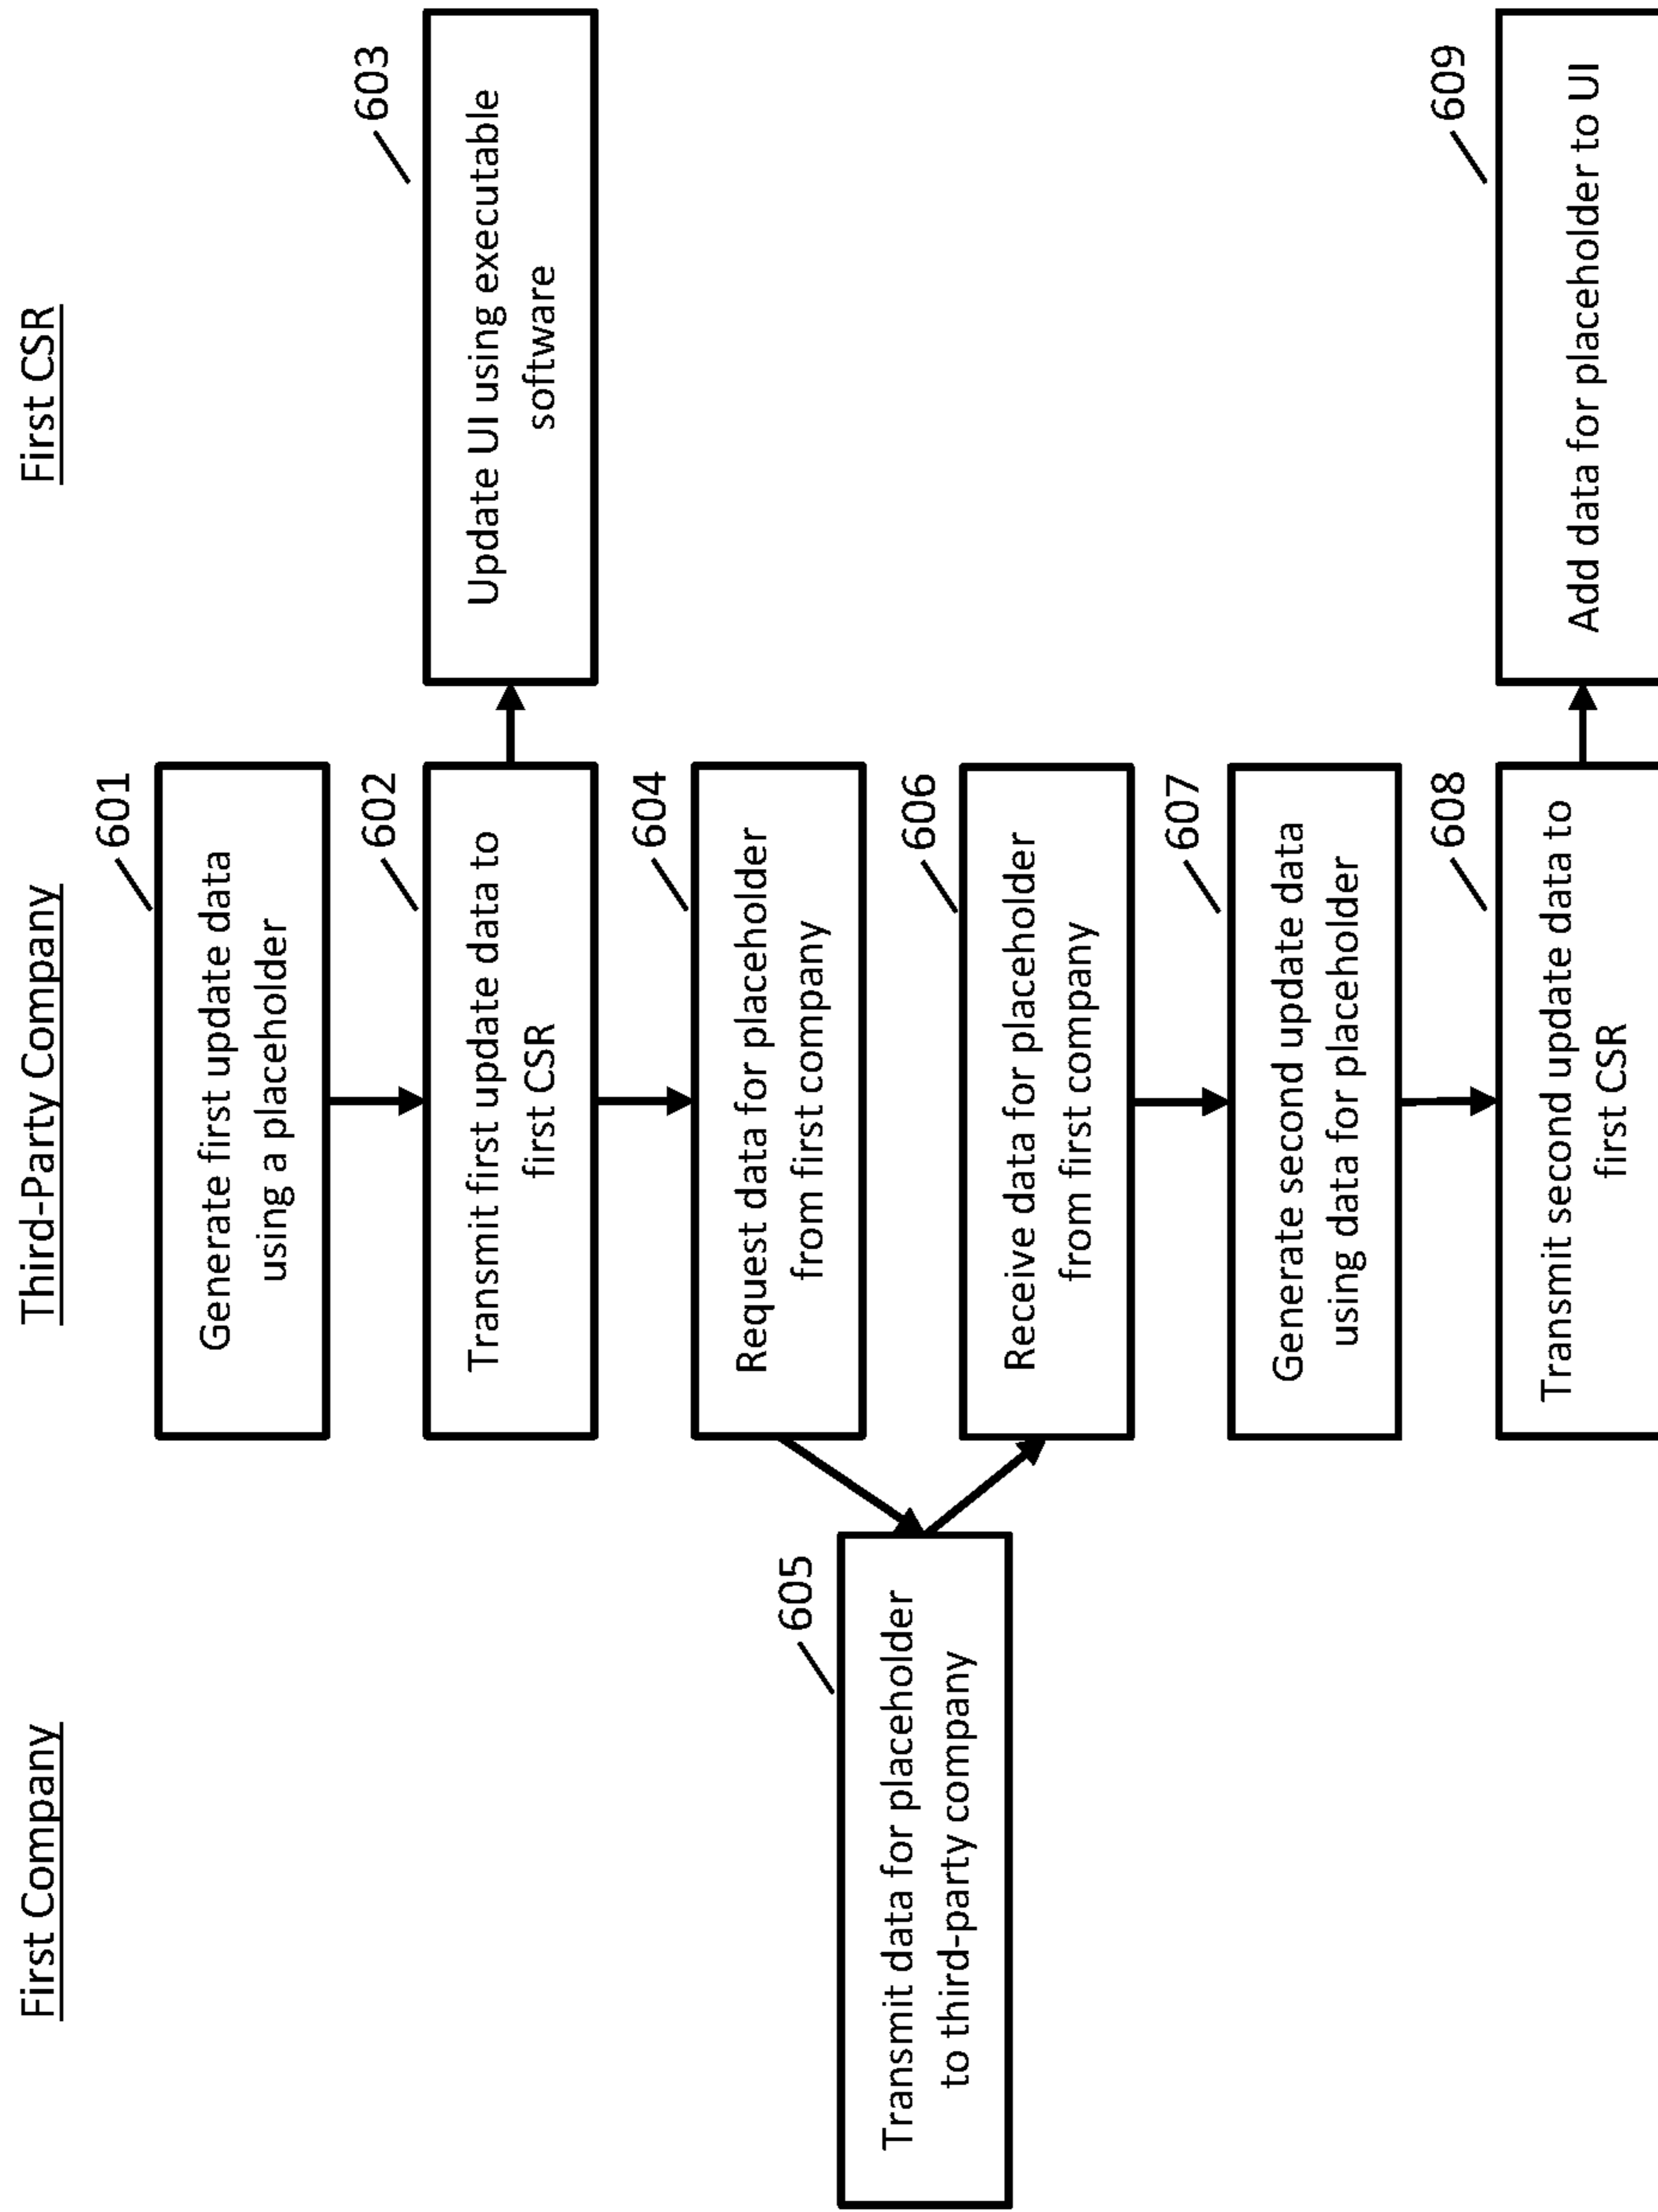 First Company
Third-Party Company
First CSR
601
Generate first update data
using a placeholder
602
Transmit first update data to
first CSR
603
Update UI using executable
software
604
Request data for placeholder
from first company
605
Transmit data for placeholder
to third-party company
606
Receive data for placeholder
from first company
607
Generate second update data
using data for placeholder
608
Transmit second update data to
first CSR
609
Add data for placeholder to UI